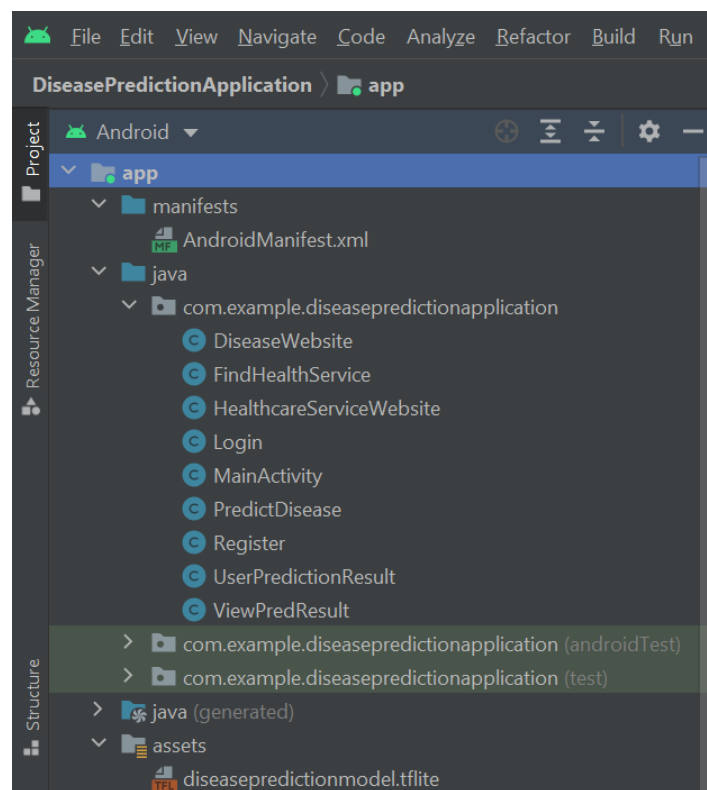 File Edit View Navigate Code Analyze Refactor Build Run
DiseasePredictionApplication app
Project
Android
app
manifests
MF AndroidManifest.xml
java
com.example.diseasepredictionapplication
C DiseaseWebsite
C FindHealthService
C HealthcareServiceWebsite
C Login
C MainActivity
C PredictDisease
C Register
C UserPredictionResult
C ViewPredResult
com.example.diseasepredictionapplication (androidTest)
com.example.diseasepredictionapplication (test)
java (generated)
assets
TFL diseasepredictionmodel.tflite
Resource Manager
Structure